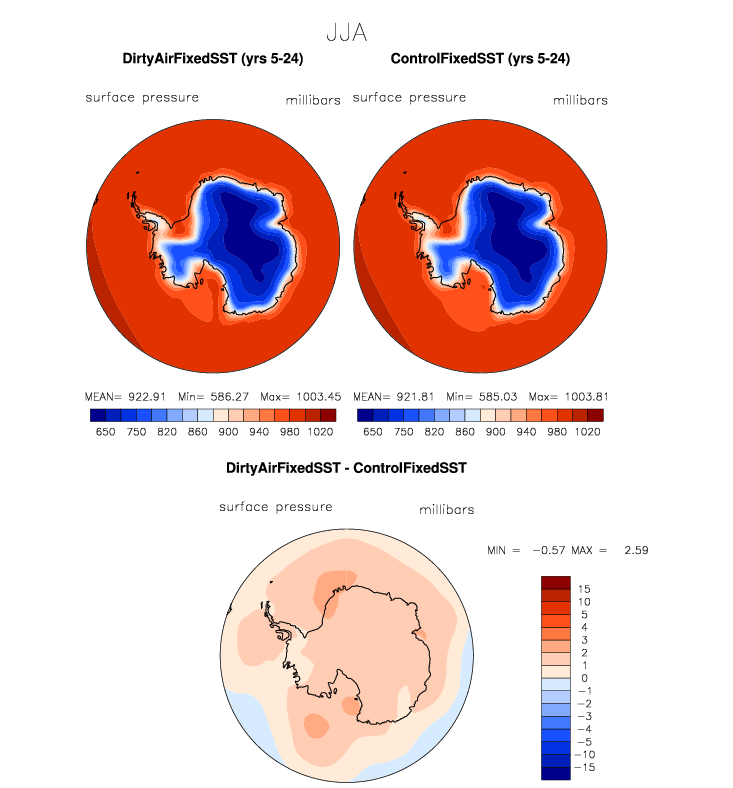 JJA
DirtyAirFixedSST (yrs 5-24) ControlFixedSST (yrs 5-24)
surface pressure millibars surface pressure millibars
MEAN= 922.91 Min= 586.27 Max= 1003.45 MEAN= 921.81 Min= 585.03 Max= 1003.81
650 750 820 860 900 940 980 1020 650 750 820 860 900 940 980 1020
DirtyAirFixedSST - ControlFixedSST
surface pressure millibars
MIN = -0.57 MAX = 2.59
15
10
5
4
3
2
1
0
-1
-2
-3
-4
-5
-10
-15